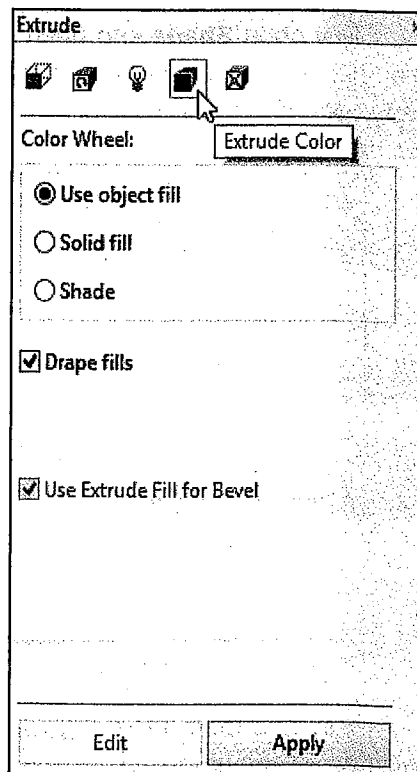 Extrude
Color Wheel:
Extrude Color
Use object fill
Solid fill
Shade
Drape fills
Use Extrude Fill for Bevel
Edit
Apply